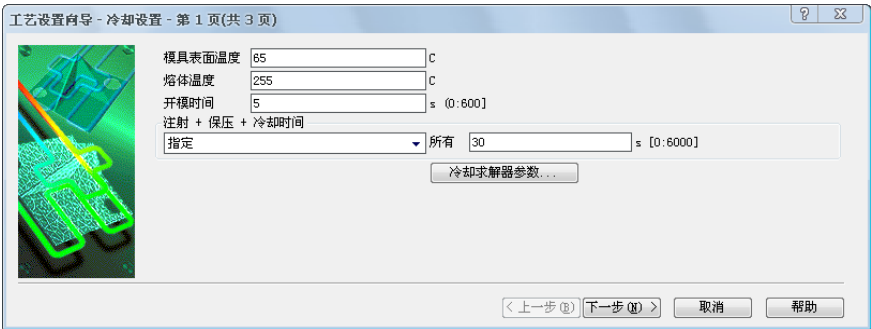 工艺设置向导 - 冷却设置 - 第 1 页(共 3 页)
模具表面温度 65 C
熔体温度 255 C
开模时间 5 s (0:600]
注射 + 保压 + 冷却时间
指定 所有 30 s [0:6000]
冷却求解器参数...
< 上一步(B) 下一步(N) > 取消 帮助